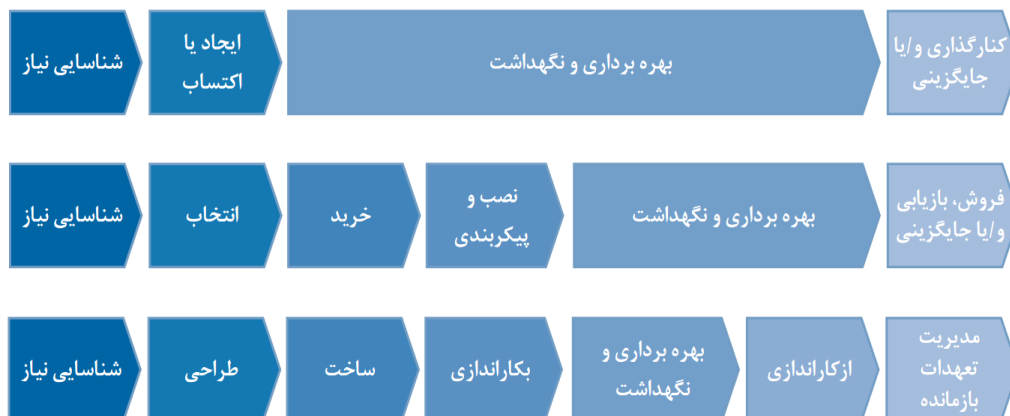 شناسایی نیاز
ایجاد یا
اکتساب
بهره برداری و نگهداشت
کنارگذاری و/یا
جایگزینی
شناسایی نیاز
انتخاب
خرید
نصب و
پیکربندی
بهره برداری و نگهداشت
فروش، بازیابی
و/یا جایگزینی
شناسایی نیاز
طراحی
ساخت
بکاراندازی
بهره برداری و
نگهداشت
ازکاراندازی
مدیریت
تعهدات
بازمانده